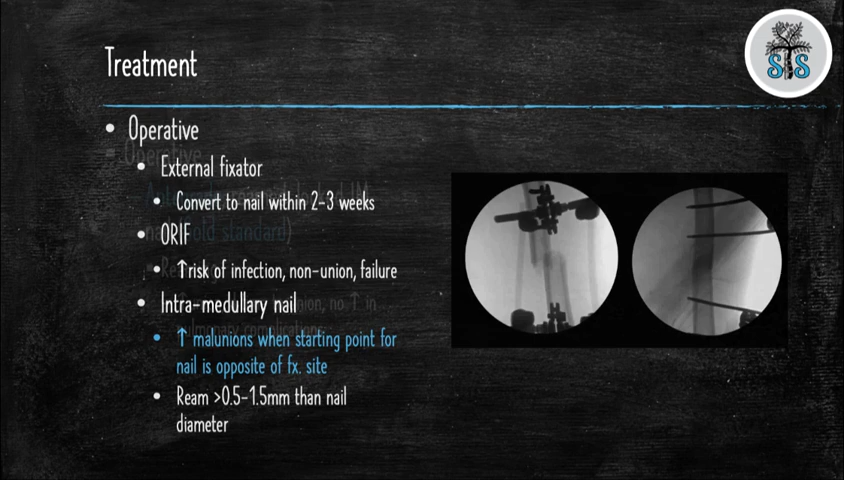 Treatment
STS
• Operative
• External fixator
• Convert to nail within 2-3 weeks
• ORIF
• ↑risk of infection, non-union, failure
• Intra-medullary nail
• ↑ malunions when starting point for
nail is opposite of fx. site
• Ream >0.5-1.5mm than nail
diameter